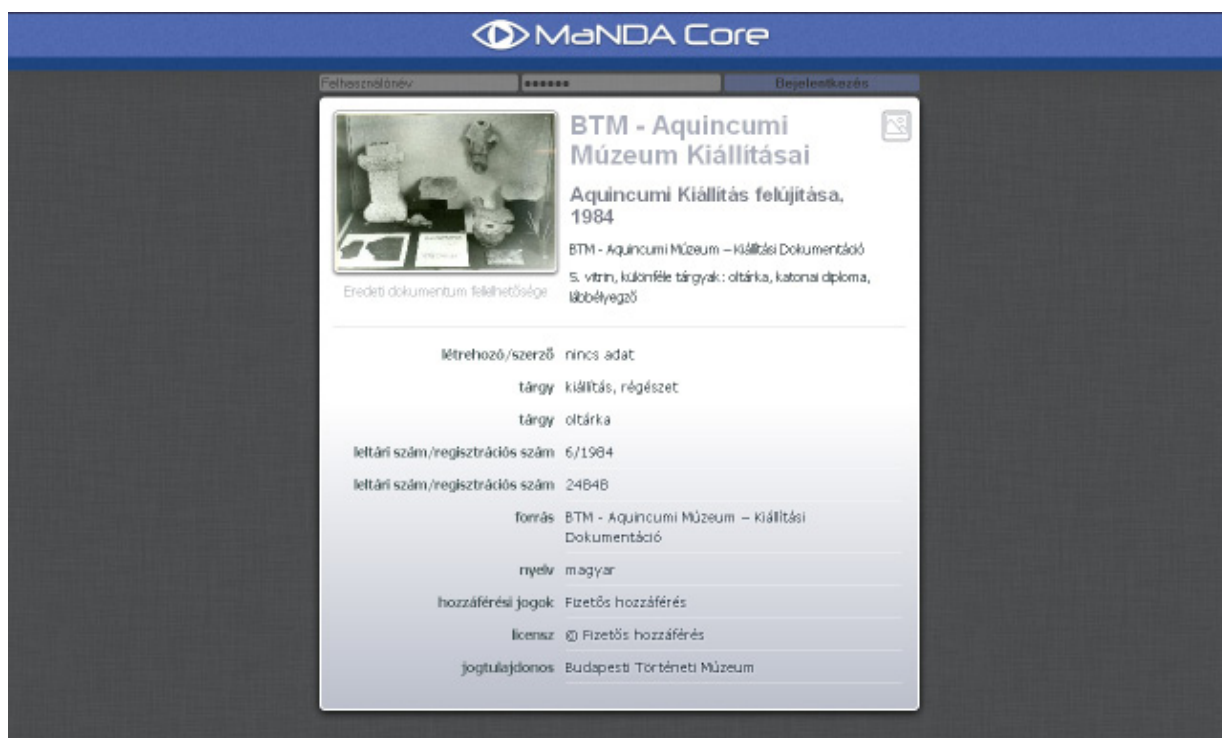 MaNDA Core
Felhasználónév
••••••
Bejelentkezés
BTM - Aquincumi
Múzeum Kiállításai
Aquincumi Kiállítás felújítása,
1984
BTM - Aquincumi Múzeum – Kiállítási Dokumentáció
5. vitrin, különféle tárgyak: oltárka, katonai diploma,
lábbélyegző
Eredeti dokumentum fellelhetősége
létrehozó/szerző nincs adat
tárgy kiállítás, régészet
tárgy oltárka
leltári szám/regisztrációs szám 6/1984
leltári szám/regisztrációs szám 24848
forrás BTM - Aquincumi Múzeum – Kiállítási
Dokumentáció
nyelv magyar
hozzáférési jogok Fizetős hozzáférés
licensz © Fizetős hozzáférés
jogtulajdonos Budapesti Történeti Múzeum